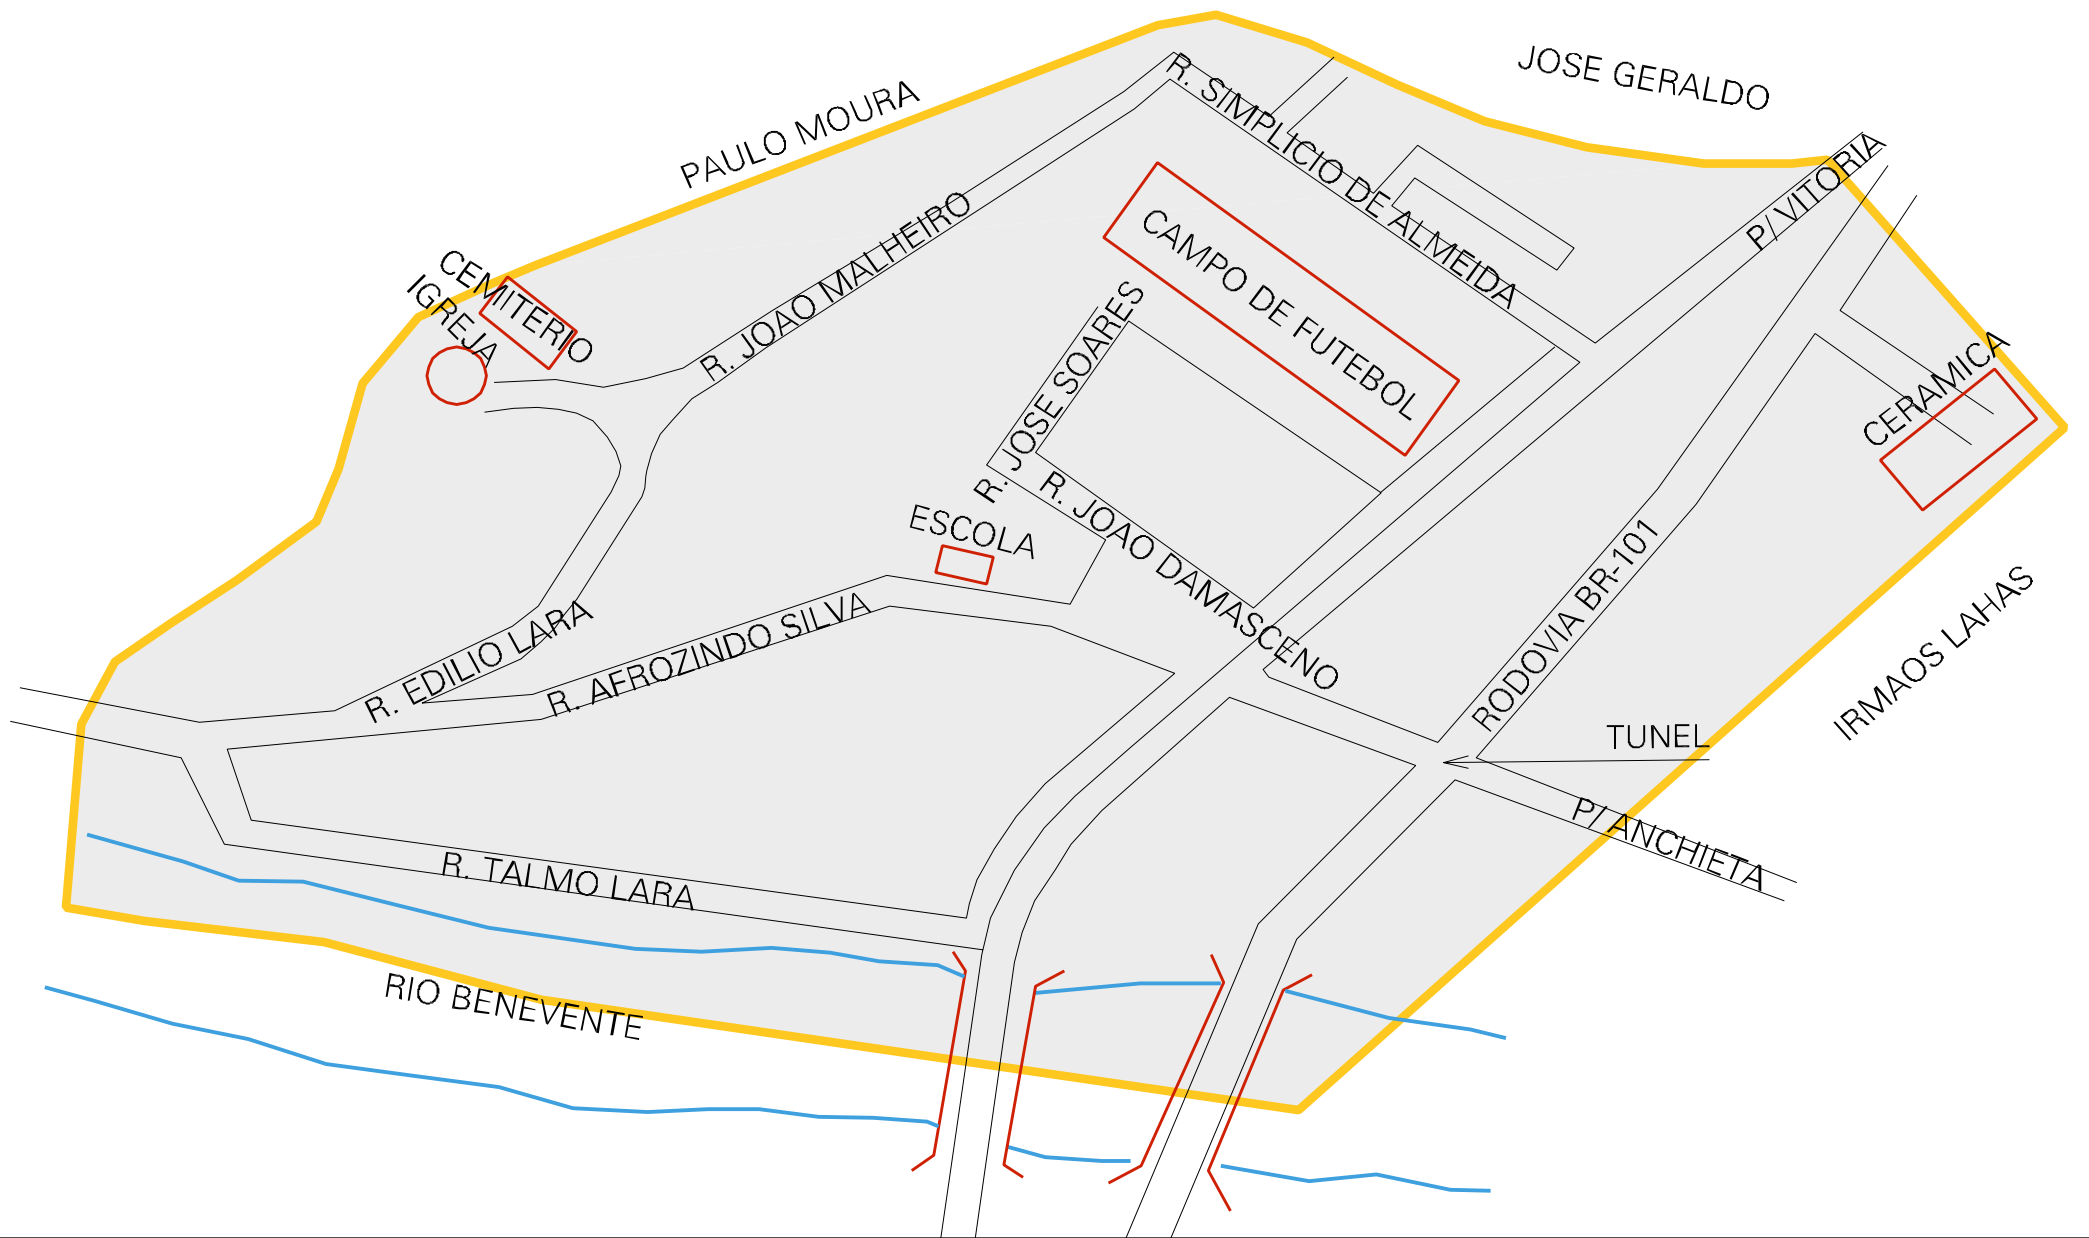 JOSE GERALDO
PAULO MOURA
R. SIMPLICIO DE ALMEIDA
P/ VITORIA
R. JOAO MALHEIRO
CAMPO DE FUTEBOL
CEMITERIO
IGREJA
R. JOSE SOARES
CERAMICA
R. JOAO DAMASCENO
ESCOLA
RODOVIA BR-101
IRMAOS LAHAS
R. EDILIO LARA
R. AFROZINDO SILVA
TUNEL
P/ ANCHIETA
R. TALMO LARA
RIO BENEVENTE